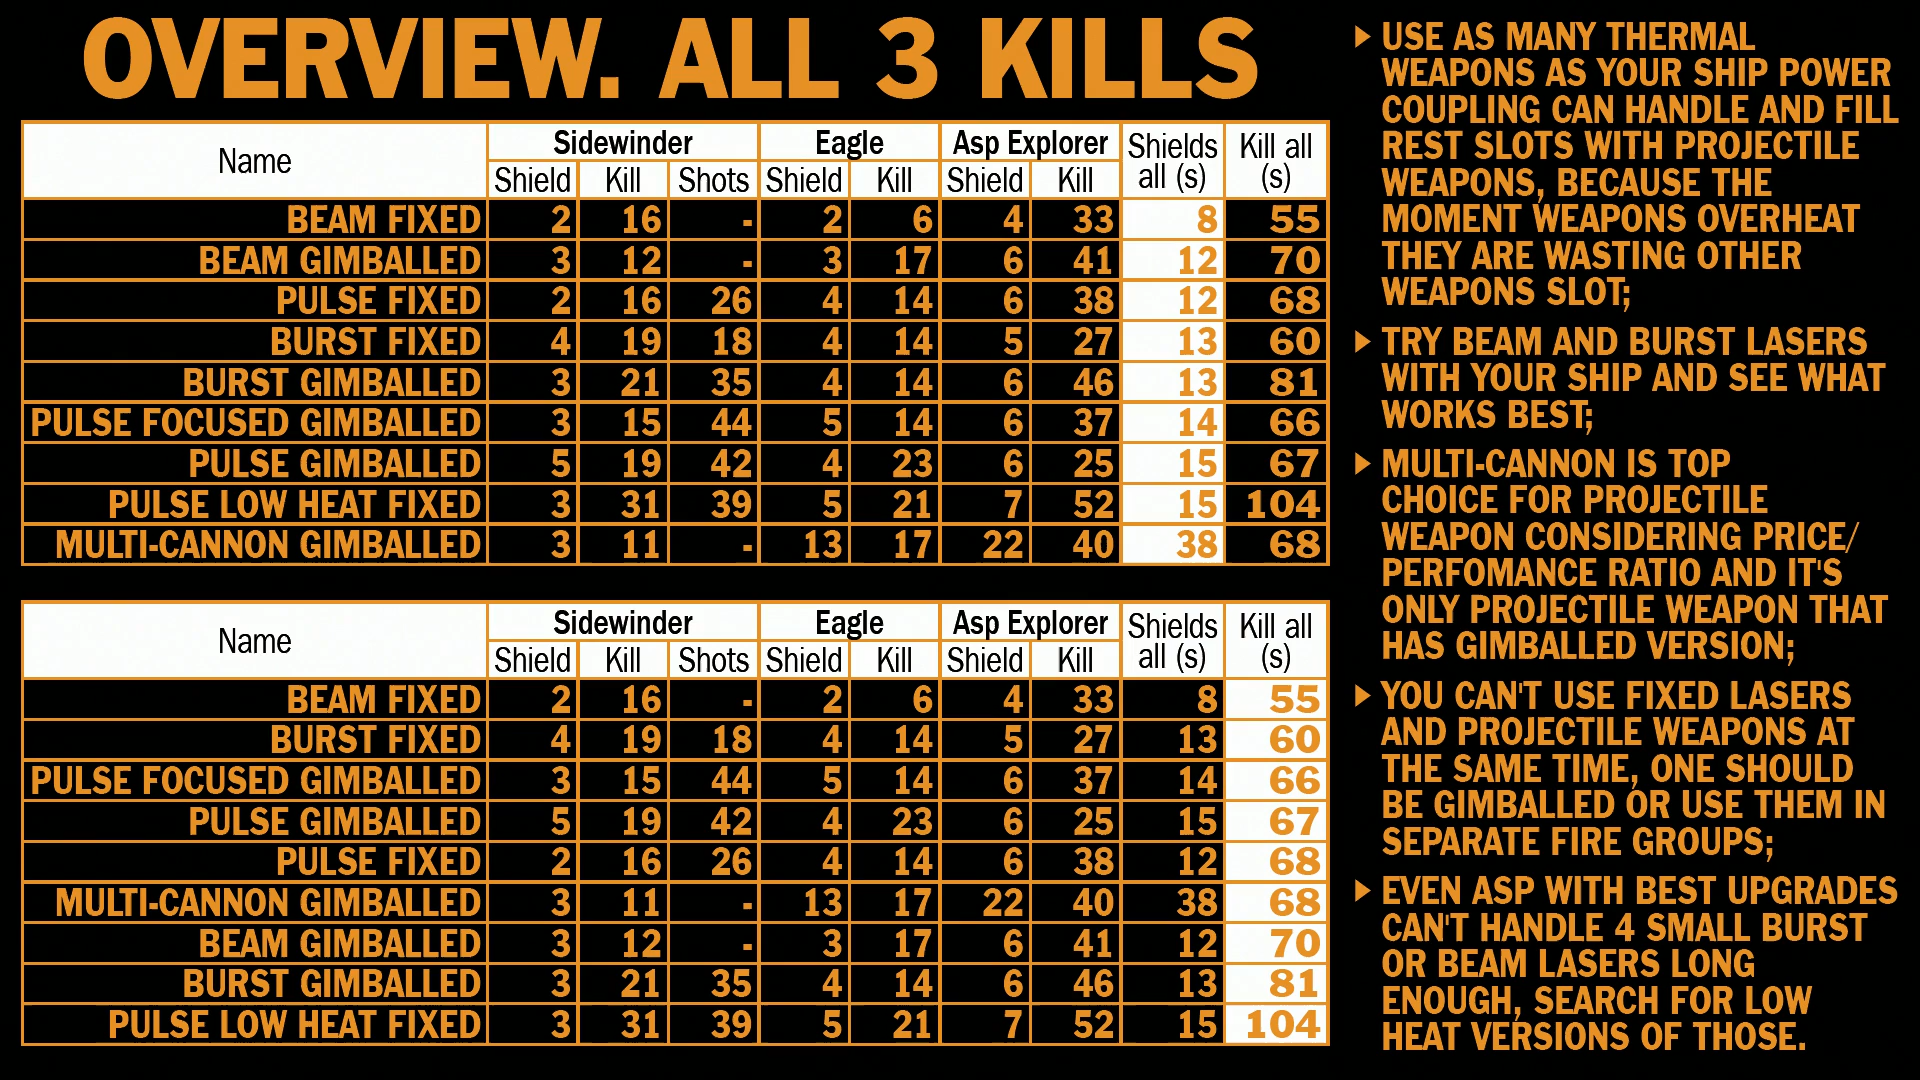 OVERVIEW. ALL 3 KILLS
Name Sidewinder Eagle Asp Explorer Shields all (s) Kill all (s)
Shield Kill Shots Shield Kill Shield Kill
BEAM FIXED 2 16 - 2 6 4 33 8 55
BEAM GIMBALLED 3 12 - 3 17 6 41 12 70
PULSE FIXED 2 16 26 4 14 6 38 12 68
BURST FIXED 4 19 18 4 14 5 27 13 60
BURST GIMBALLED 3 21 35 4 14 6 46 13 81
PULSE FOCUSED GIMBALLED 3 15 44 5 14 6 37 14 66
PULSE GIMBALLED 5 19 42 4 23 6 25 15 67
PULSE LOW HEAT FIXED 3 31 39 5 21 7 52 15 104
MULTI-CANNON GIMBALLED 3 11 - 13 17 22 40 38 68
Name Sidewinder Eagle Asp Explorer Shields all (s) Kill all (s)
Shield Kill Shots Shield Kill Shield Kill
BEAM FIXED 2 16 - 2 6 4 33 8 55
BURST FIXED 4 19 18 4 14 5 27 13 60
PULSE FOCUSED GIMBALLED 3 15 44 5 14 6 37 14 66
PULSE GIMBALLED 5 19 42 4 23 6 25 15 67
PULSE FIXED 2 16 26 4 14 6 38 12 68
MULTI-CANNON GIMBALLED 3 11 - 13 17 22 40 38 68
BEAM GIMBALLED 3 12 - 3 17 6 41 12 70
BURST GIMBALLED 3 21 35 4 14 6 46 13 81
PULSE LOW HEAT FIXED 3 31 39 5 21 7 52 15 104
USE AS MANY THERMAL
WEAPONS AS YOUR SHIP POWER
COUPLING CAN HANDLE AND FILL
REST SLOTS WITH PROJECTILE
WEAPONS, BECAUSE THE
MOMENT WEAPONS OVERHEAT
THEY ARE WASTING OTHER
WEAPONS SLOT;
TRY BEAM AND BURST LASERS
WITH YOUR SHIP AND SEE WHAT
WORKS BEST;
MULTI-CANNON IS TOP
CHOICE FOR PROJECTILE
WEAPON CONSIDERING PRICE/
PERFOMANCE RATIO AND IT'S
ONLY PROJECTILE WEAPON THAT
HAS GIMBALLED VERSION;
YOU CAN'T USE FIXED LASERS
AND PROJECTILE WEAPONS AT
THE SAME TIME, ONE SHOULD
BE GIMBALLED OR USE THEM IN
SEPARATE FIRE GROUPS;
EVEN ASP WITH BEST UPGRADES
CAN'T HANDLE 4 SMALL BURST
OR BEAM LASERS LONG
ENOUGH, SEARCH FOR LOW
HEAT VERSIONS OF THOSE.